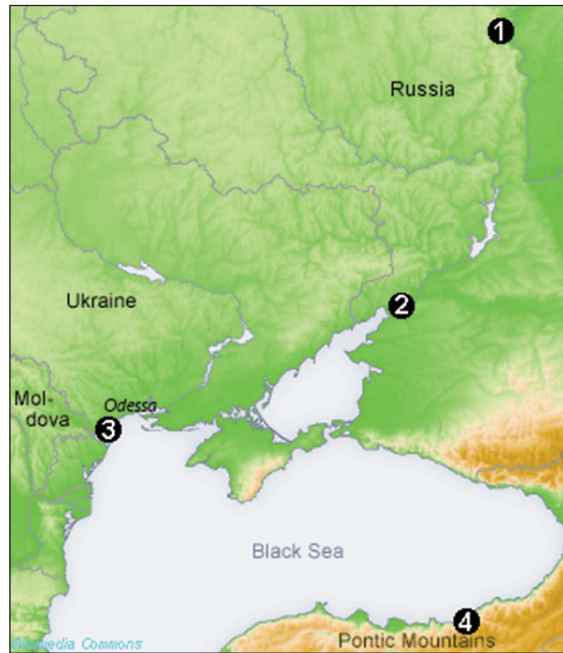 1
Russia
2
Ukraine
Mol-
dova
Odessa
3
Black Sea
4
Pontic Mountains
Wikimedia Commons